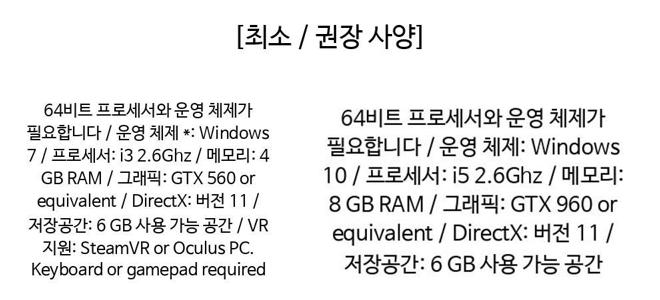 [최소 / 권장 사양]
64비트 프로세서와 운영 체제가
필요합니다 / 운영 체제 *: Windows
7 / 프로세서: i3 2.6Ghz / 메모리: 4
GB RAM / 그래픽: GTX 560 or
equivalent / DirectX: 버전 11 /
저장공간: 6 GB 사용 가능 공간 / VR
지원: SteamVR or Oculus PC.
Keyboard or gamepad required
64비트 프로세서와 운영 체제가
필요합니다 / 운영 체제: Windows
10 / 프로세서: i5 2.6Ghz / 메모리:
8 GB RAM / 그래픽: GTX 960 or
equivalent / DirectX: 버전 11 /
저장공간: 6 GB 사용 가능 공간